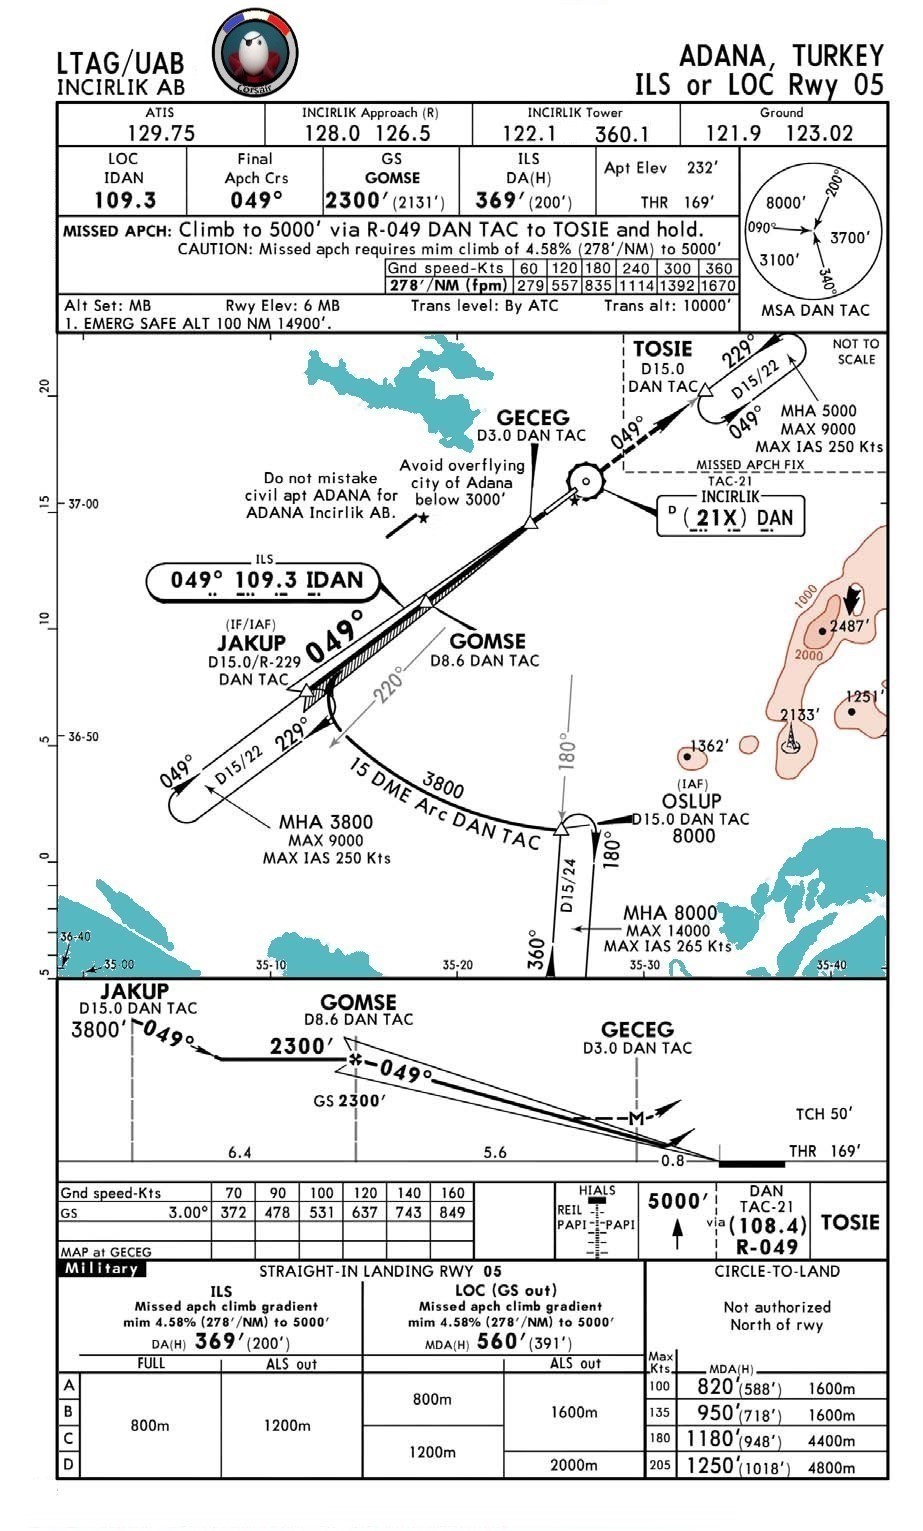 LTAG/UAB
INCIRLIK AB
Corsair
ADANA, TURKEY
ILS or LOC Rwy 05
ATIS
129.75
INCIRLIK Approach (R)
128.0 126.5
INCIRLIK Tower
122.1 360.1
Ground
121.9 123.02
LOC
IDAN
109.3
Final
Apch Crs
049°
GS
GOMSE
2300' (2131')
ILS
DA(H)
369' (200')
Apt Elev 232'
THR 169'
MISSED APCH: Climb to 5000' via R-049 DAN TAC to TOSIE and hold.
CAUTION: Missed apch requires mim climb of 4.58% (278'/NM) to 5000'
Gnd speed-Kts 60 120 180 240 300 360
278'/NM (fpm) 279 557 835 1114 1392 1670
Alt Set: MB Rwy Elev: 6 MB Trans level: By ATC Trans alt: 10000'
1. EMERG SAFE ALT 100 NM 14900'.
8000'
200°
090°
3700'
3100'
340°
MSA DAN TAC
TOSIE
D15.0
DAN TAC
229°
D15/22
049°
NOT TO
SCALE
MHA 5000
MAX 9000
MAX IAS 250 Kts
MISSED APCH FIX
049°
GECEG
D3.0 DAN TAC
Do not mistake
civil apt ADANA for
ADANA Incirlik AB.
Avoid overflying
city of Adana
below 3000'
TAC-21
INCIRLIK
D (21X) DAN
20
15
10
5
0
5
37-00
36-50
36-40
ILS
049° 109.3 IDAN
(IF/IAF)
JAKUP
D15.0/R-229
DAN TAC
049°
GOMSE
D8.6 DAN TAC
220°
229°
049°
D15/22
MHA 3800
MAX 9000
MAX IAS 250 Kts
3800
15 DME Arc DAN TAC
180°
1000
2000
2487'
1251'
2133'
1362'
(IAF)
OSLUP
D15.0 DAN TAC
8000
180°
D15/24
360°
MHA 8000
MAX 14000
MAX IAS 265 Kts
35-00
35-10
35-20
35-30
35-40
JAKUP
D15.0 DAN TAC
3800'
049°
GOMSE
D8.6 DAN TAC
2300'
049°
GS 2300'
GECEG
D3.0 DAN TAC
M
TCH 50'
THR 169'
6.4
5.6
0.8
Gnd speed-Kts 70 90 100 120 140 160
GS 3.00° 372 478 531 637 743 849
MAP at GECEG
HIALS
REIL
PAPI PAPI
5000'
via
DAN
TAC-21
(108.4)
R-049
TOSIE
Military
STRAIGHT-IN LANDING RWY 05
CIRCLE-TO-LAND
ILS
Missed apch climb gradient
mim 4.58% (278'/NM) to 5000'
DA(H) 369' (200')
FULL
ALS out
LOC (GS out)
Missed apch climb gradient
mim 4.58% (278'/NM) to 5000'
MDA(H) 560' (391')
ALS out
Not authorized
North of rwy
Max
Kts
MDA(H)
A
B
C
D
800m
1200m
800m
1200m
1600m
2000m
100 820' (588') 1600m
135 950' (718') 1600m
180 1180' (948') 4400m
205 1250' (1018') 4800m